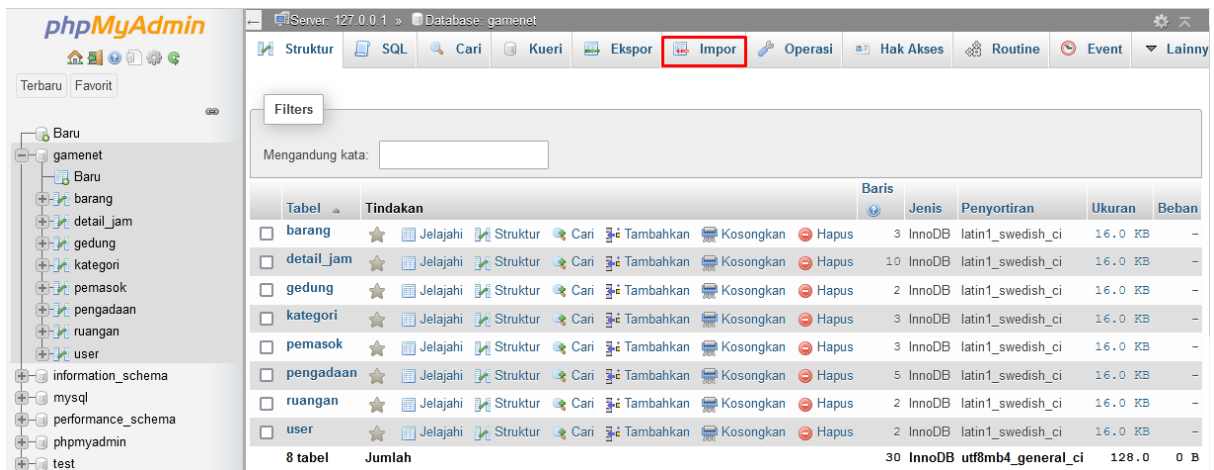 phpMyAdmin
Terbaru Favorit
Baru
gamenet
Baru
barang
detail_jam
gedung
kategori
pemasok
pengadaan
ruangan
user
information_schema
mysql
performance_schema
phpmyadmin
test
Server: 127.0.0.1 » Database: gamenet
Struktur SQL Cari Kueri Ekspor Impor Operasi Hak Akses Routine Event Lainny
Filters
Mengandung kata:
Tabel Tindakan Baris Jenis Penyortiran Ukuran Beban
barang Jelajahi Struktur Cari Tambahkan Kosongkan Hapus 3 InnoDB latin1_swedish_ci 16.0 KB -
detail_jam Jelajahi Struktur Cari Tambahkan Kosongkan Hapus 10 InnoDB latin1_swedish_ci 16.0 KB -
gedung Jelajahi Struktur Cari Tambahkan Kosongkan Hapus 2 InnoDB latin1_swedish_ci 16.0 KB -
kategori Jelajahi Struktur Cari Tambahkan Kosongkan Hapus 3 InnoDB latin1_swedish_ci 16.0 KB -
pemasok Jelajahi Struktur Cari Tambahkan Kosongkan Hapus 3 InnoDB latin1_swedish_ci 16.0 KB -
pengadaan Jelajahi Struktur Cari Tambahkan Kosongkan Hapus 5 InnoDB latin1_swedish_ci 16.0 KB -
ruangan Jelajahi Struktur Cari Tambahkan Kosongkan Hapus 2 InnoDB latin1_swedish_ci 16.0 KB -
user Jelajahi Struktur Cari Tambahkan Kosongkan Hapus 2 InnoDB latin1_swedish_ci 16.0 KB -
8 tabel Jumlah 30 InnoDB utf8mb4_general_ci 128.0 0 B